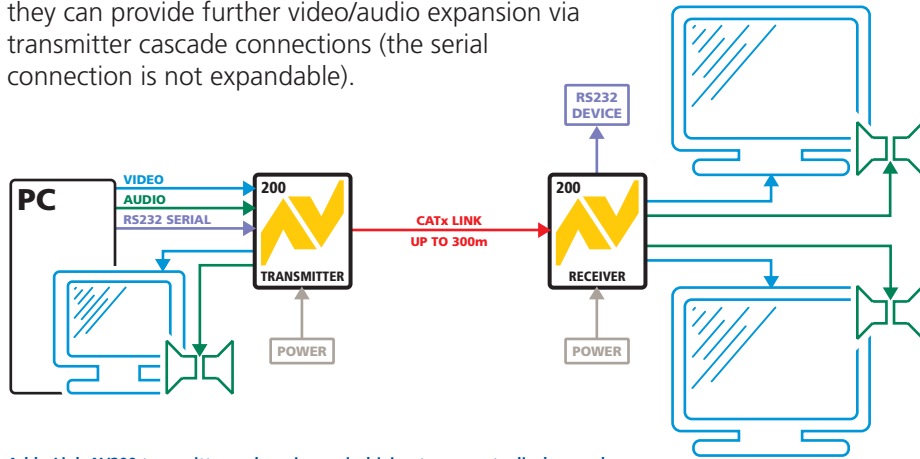 they can provide further video/audio expansion via
transmitter cascade connections (the serial
connection is not expandable).
RS232
DEVICE
PC
VIDEO
AUDIO
RS232 SERIAL
200
TRANSMITTER
CATx LINK
UP TO 300m
200
RECEIVER
POWER
POWER